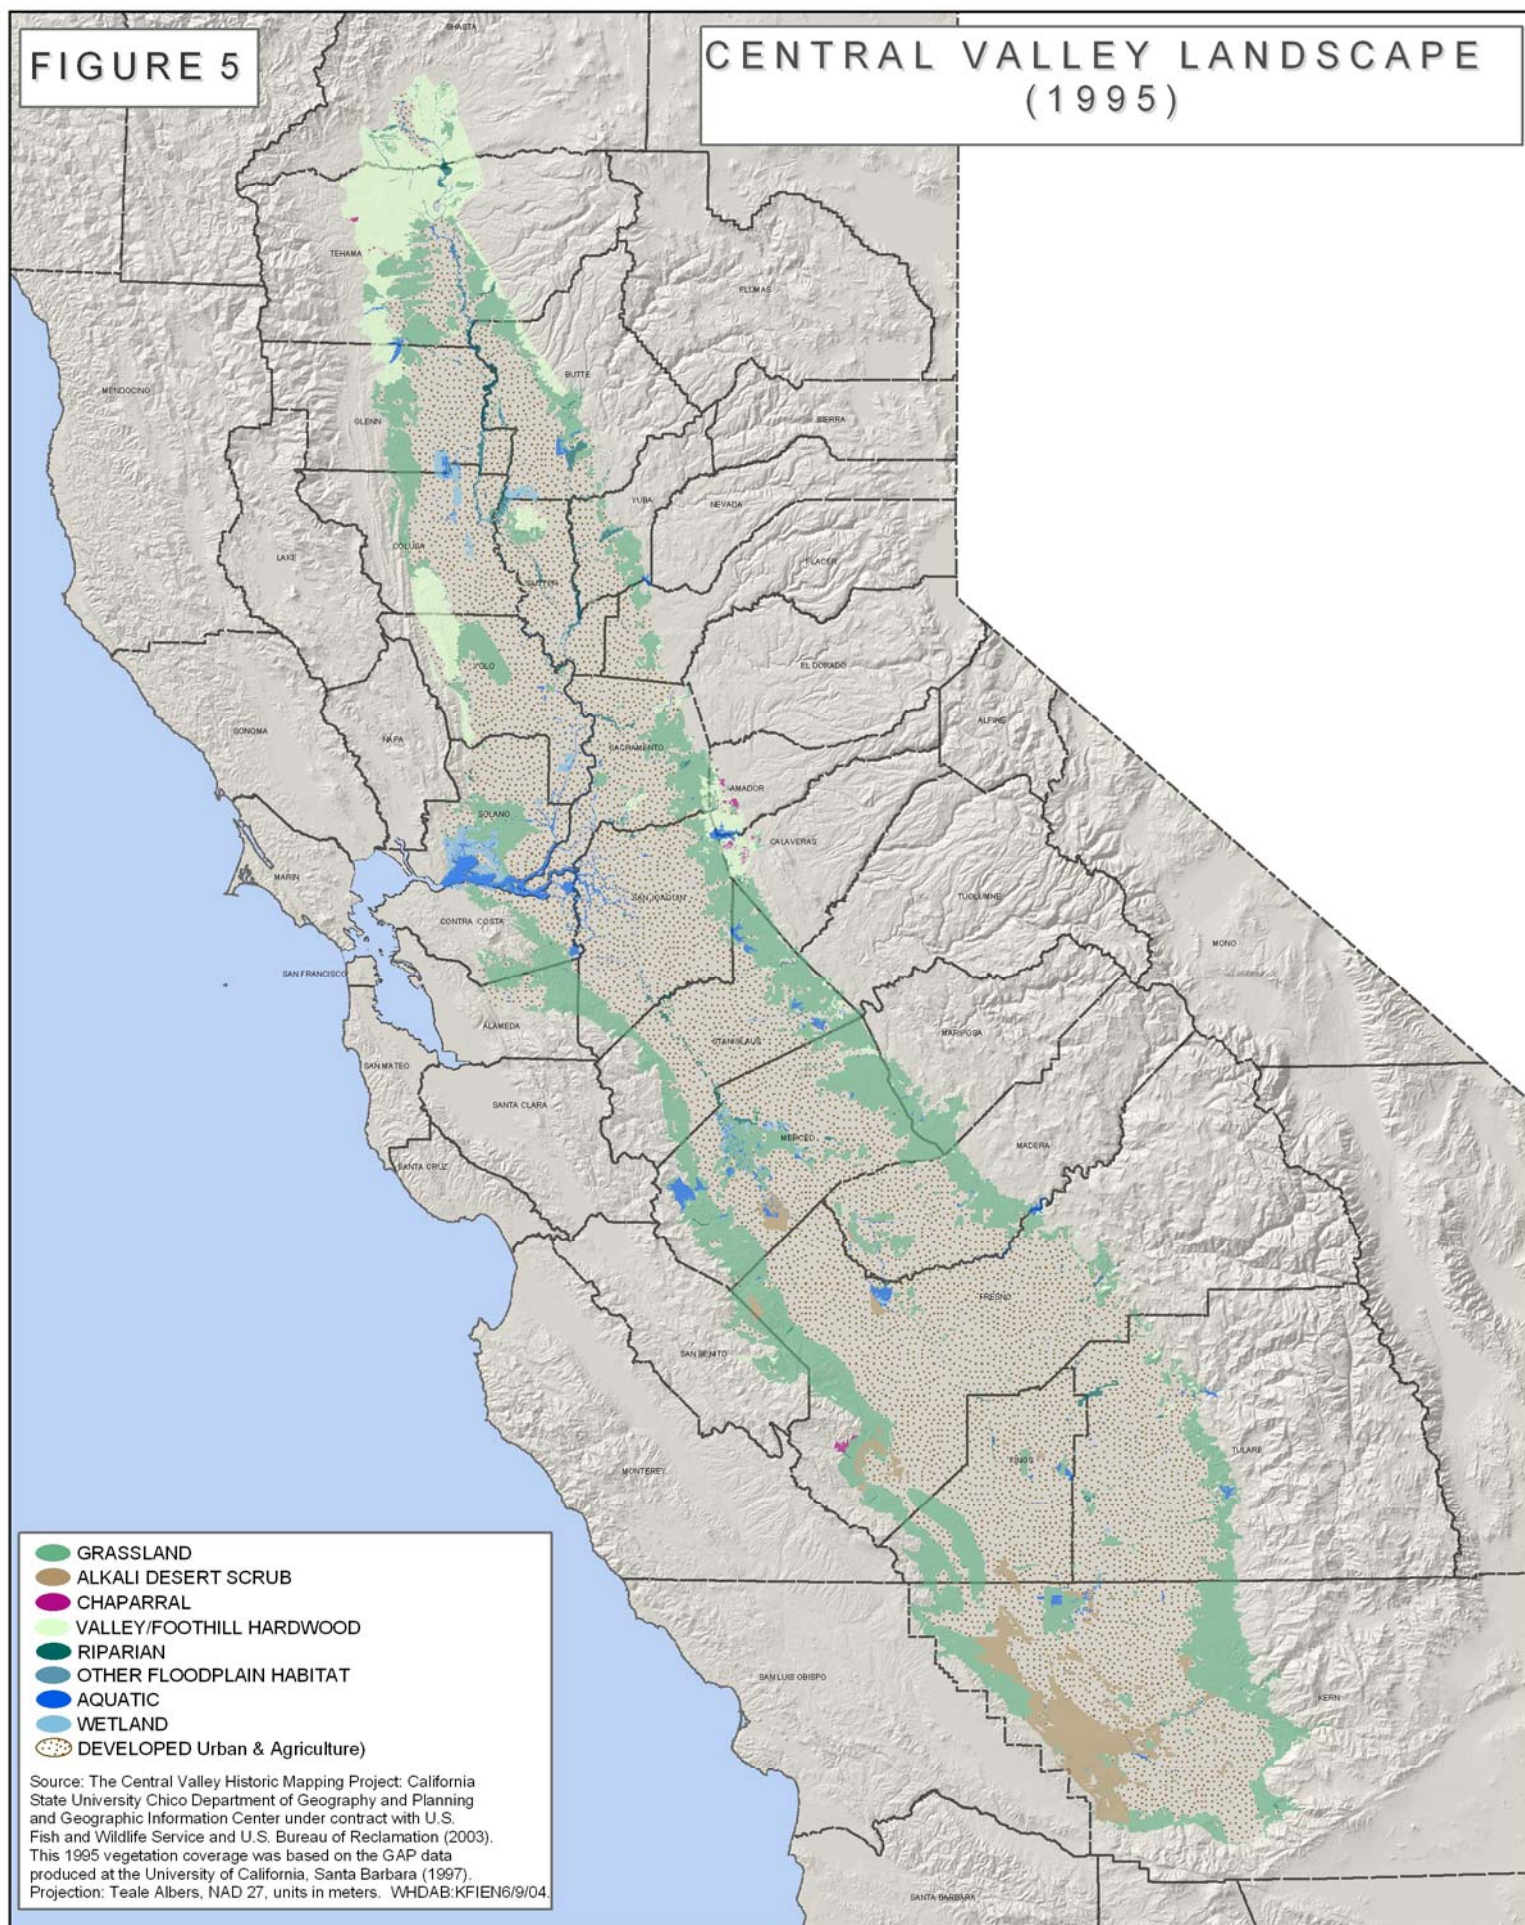 FIGURE 5
CENTRAL VALLEY LANDSCAPE
(1995)
SHASTA
TEHAMA
PLUMAS
MENDOCINO
BUTTE
GLENN
SIERRA
YUBA
NEVADA
LAKE
COLUSA
PLACER
SUTTER
YOLO
EL DORADO
SONOMA
NAPA
ALPINE
SACRAMENTO
AMADOR
SOLANO
CALAVERAS
MARIN
TUOLUMNE
SAN JOAQUIN
CONTRA COSTA
MONO
SAN FRANCISCO
ALAMEDA
MARIPOSA
STANISLAUS
SAN MATEO
SANTA CLARA
MERCED
MADERA
SANTA CRUZ
FRESNO
SAN BENITO
TULARE
KINGS
MONTEREY
SAN LUIS OBISPO
KERN
SANTA BARBARA
GRASSLAND
ALKALI DESERT SCRUB
CHAPARRAL
VALLEY/FOOTHILL HARDWOOD
RIPARIAN
OTHER FLOODPLAIN HABITAT
AQUATIC
WETLAND
DEVELOPED Urban & Agriculture)
Source: The Central Valley Historic Mapping Project: California
State University Chico Department of Geography and Planning
and Geographic Information Center under contract with U.S.
Fish and Wildlife Service and U.S. Bureau of Reclamation (2003).
This 1995 vegetation coverage was based on the GAP data
produced at the University of California, Santa Barbara (1997).
Projection: Teale Albers, NAD 27, units in meters. WHDAB:KFIEN6/9/04.